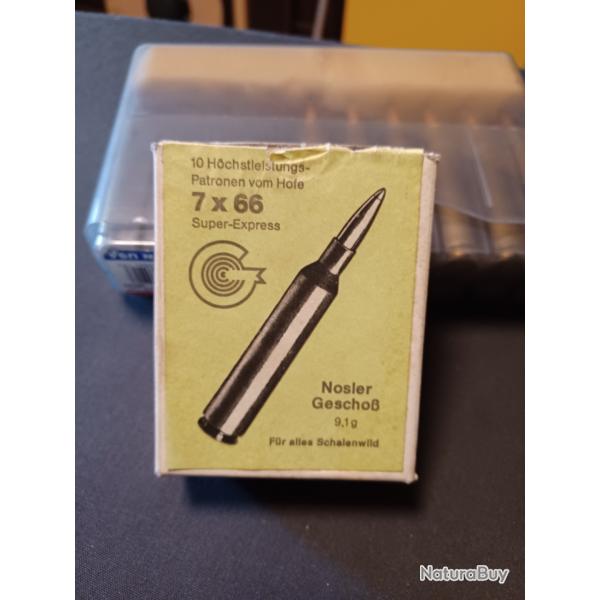 10 Höchstleistungs-
Patronen vom Hofe
7 x 66
Super-Express
Nosler
Geschoß
9,1g
Für alles Schalenwild
NaturaBuy